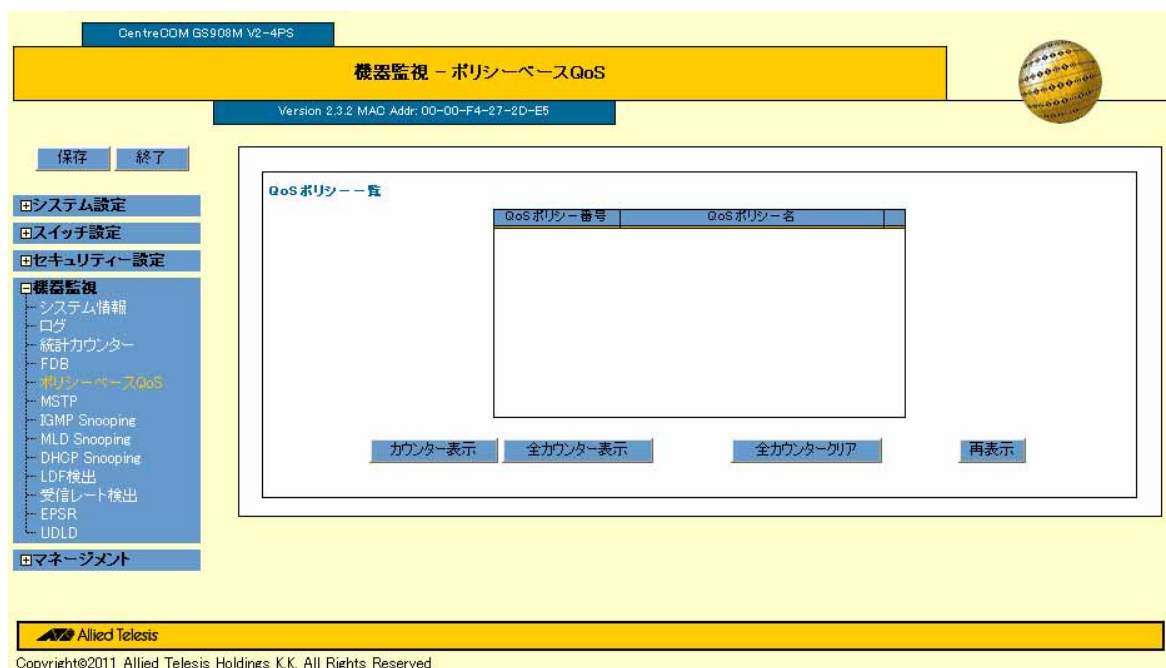 CentreCOM GS908M V2-4PS
機器監視 - ポリシーベースQoS
Version 2.3.2 MAC Addr: 00-00-F4-27-2D-E5
保存 終了
システム設定
スイッチ設定
セキュリティー設定
機器監視
システム情報
ログ
統計カウンター
FDB
ポリシーベースQoS
MSTP
IGMP Snooping
MLD Snooping
DHCP Snooping
LDF検出
受信レート検出
EPSR
UDLD
マネージメント
QoSポリシー一覧
QoSポリシー番号 QoSポリシー名
カウンター表示 全カウンター表示 全カウンタークリア 再表示
Allied Telesis
Copyright©2011 Allied Telesis Holdings K.K. All Rights Reserved